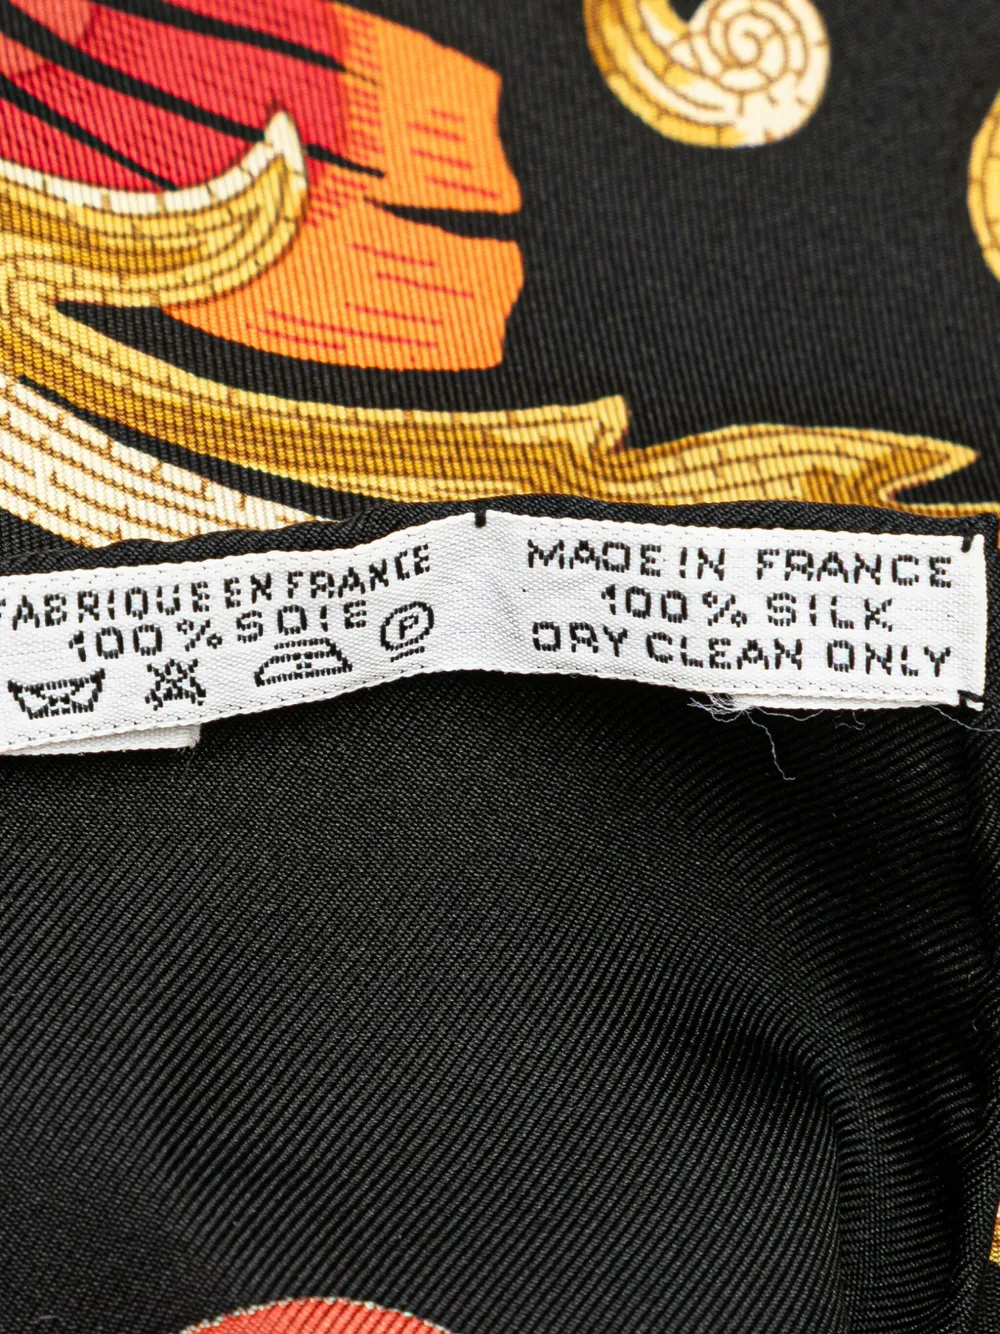 FABRIQUE EN FRANCE
100% SOIE
P
MADE IN FRANCE
100% SILK
DRY CLEAN ONLY